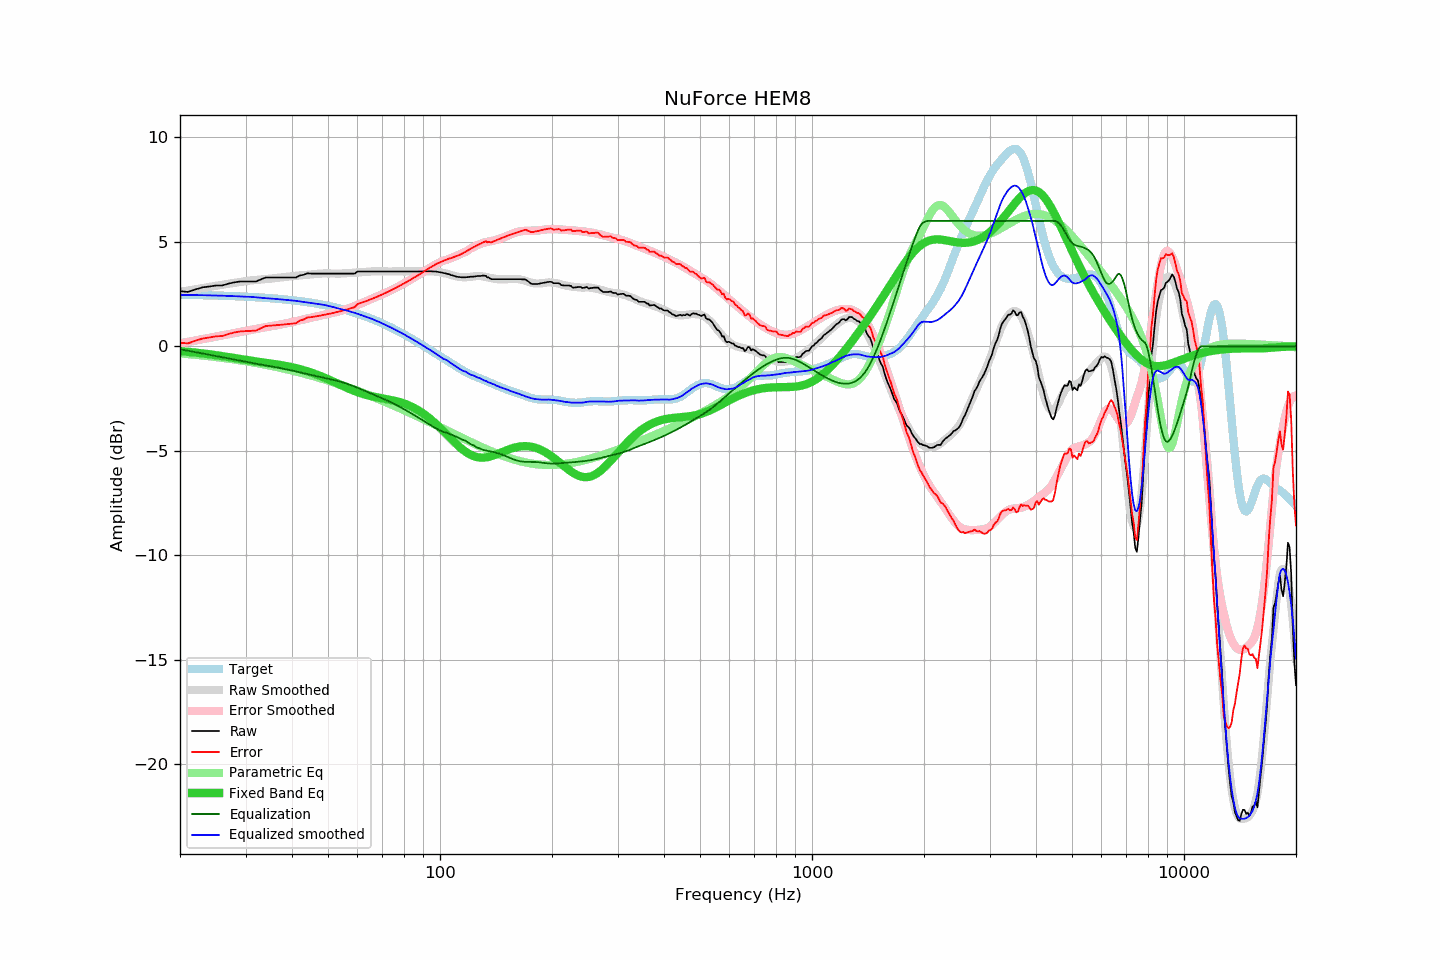 NuForce HEM8
10
5
0
−5
−10
−15
−20
Amplitude (dBr)
Target
Raw Smoothed
Error Smoothed
Raw
Error
Parametric Eq
Fixed Band Eq
Equalization
Equalized smoothed
100
1000
10000
Frequency (Hz)